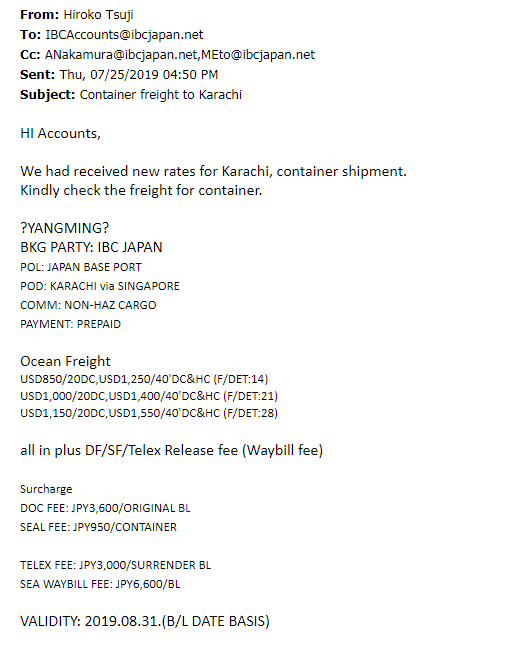 From: Hiroko Tsuji
To: IBCAccounts@ibcjapan.net
Cc: ANakamura@ibcjapan.net,MEto@ibcjapan.net
Sent: Thu, 07/25/2019 04:50 PM
Subject: Container freight to Karachi
HI Accounts,
We had received new rates for Karachi, container shipment.
Kindly check the freight for container.
?YANGMING?
BKG PARTY: IBC JAPAN
POL: JAPAN BASE PORT
POD: KARACHI via SINGAPORE
COMM: NON-HAZ CARGO
PAYMENT: PREPAID
Ocean Freight
USD850/20DC,USD1,250/40'DC&HC (F/DET:14)
USD1,000/20DC,USD1,400/40'DC&HC (F/DET:21)
USD1,150/20DC,USD1,550/40'DC&HC (F/DET:28)
all in plus DF/SF/Telex Release fee (Waybill fee)
Surcharge
DOC FEE: JPY3,600/ORIGINAL BL
SEAL FEE: JPY950/CONTAINER
TELEX FEE: JPY3,000/SURRENDER BL
SEA WAYBILL FEE: JPY6,600/BL
VALIDITY: 2019.08.31.(B/L DATE BASIS)